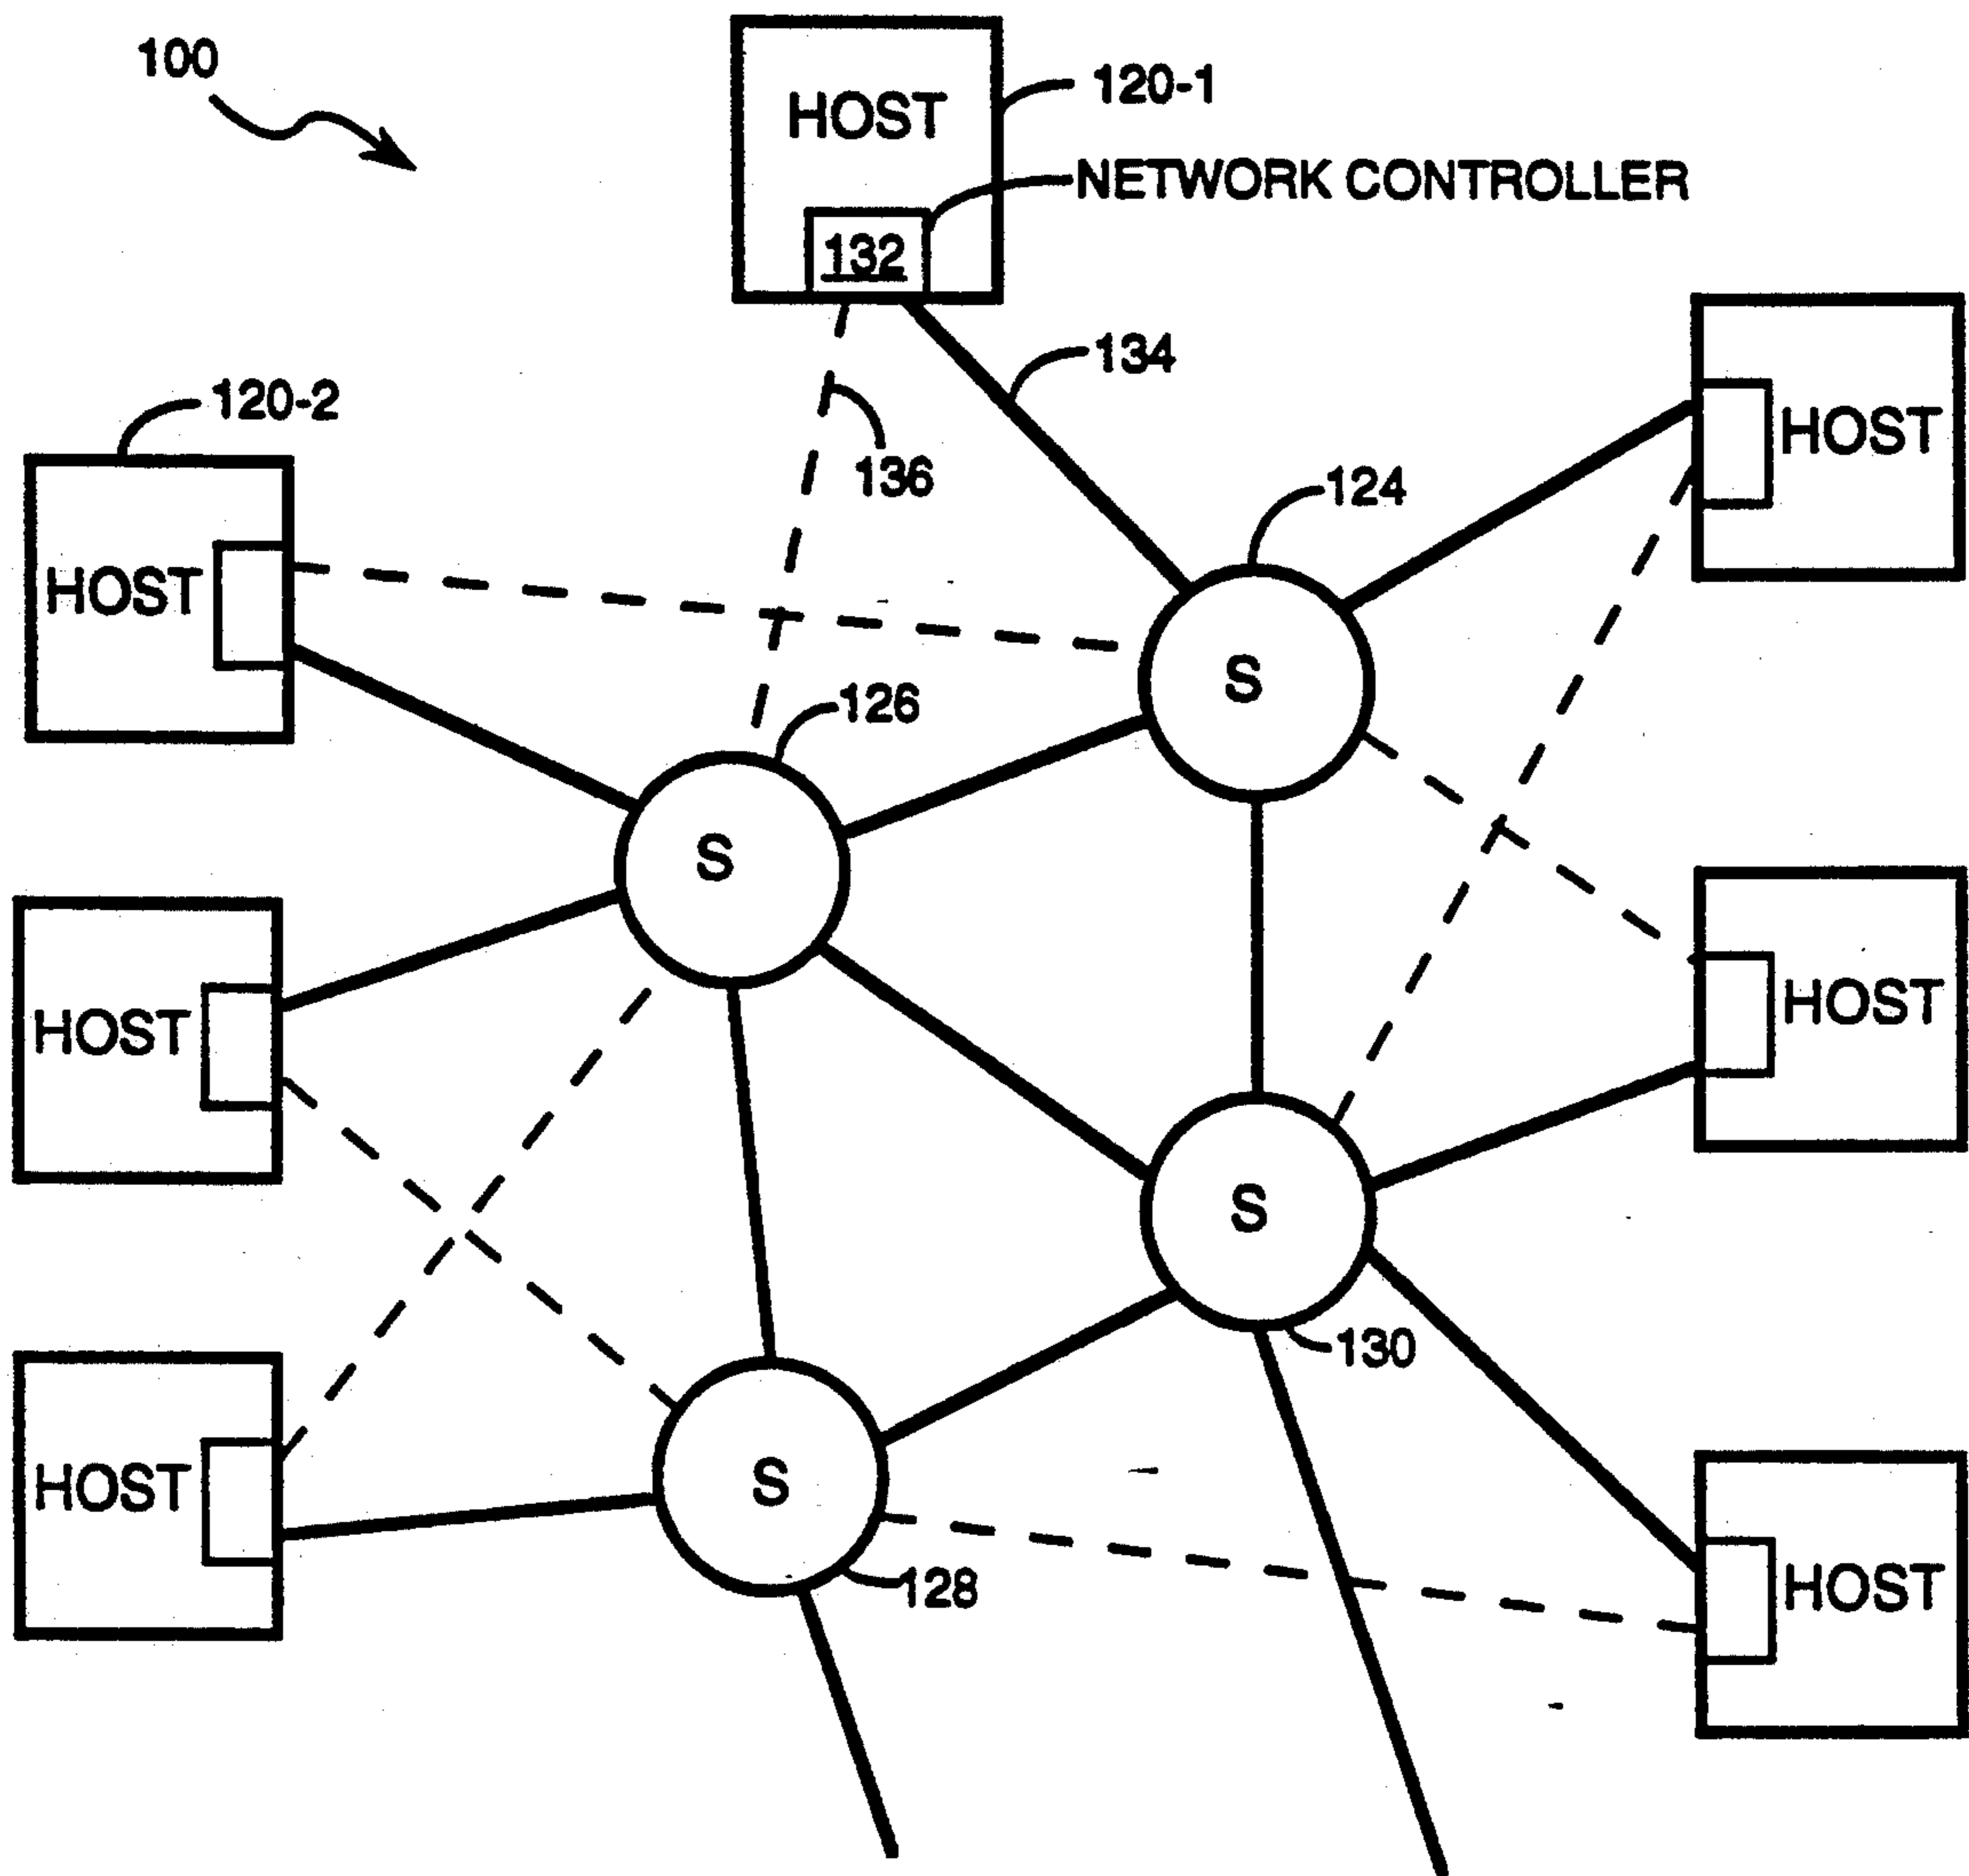 100
HOST
120-1
NETWORK CONTROLLER
132
134
120-2
HOST
136
124
HOST
126
S
S
HOST
HOST
S
130
HOST
S
128
HOST